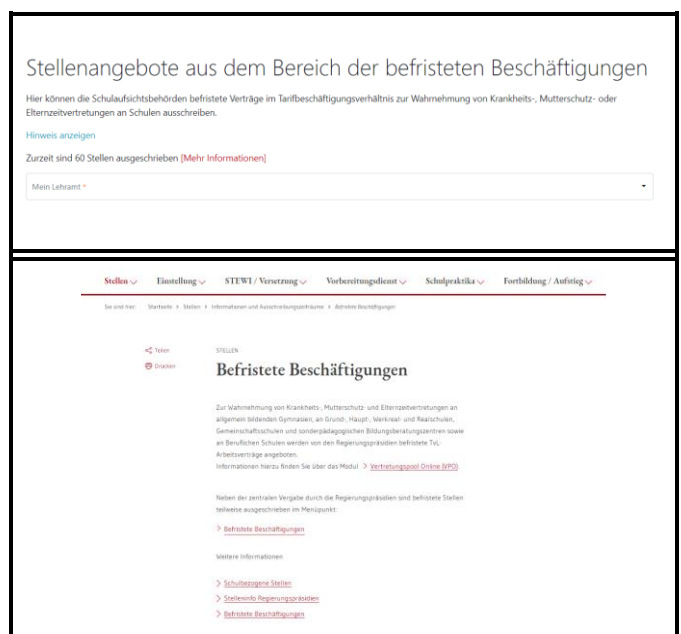 Stellenangebote aus dem Bereich der befristeten Beschäftigungen
Hier können die Schulaufsichtsbehörden befristete Verträge im Tarifbeschäftigungsverhältnis zur Wahrnehmung von Krankheits-, Mutterschutz- oder
Elternzeitvertretungen an Schulen ausschreiben.
Hinweis anzeigen
Zurzeit sind 60 Stellen ausgeschrieben [Mehr Informationen]
Mein Lehramt *
Stellen Einstellung STEWI / Versetzung Vorbereitungsdienst Schulpraktika Fortbildung / Aufstieg
Sie sind hier: Startseite > Stellen > Informationen und Ausschreibungszeiträume > Befristete Beschäftigungen
Teilen
STELLEN
Drucken
Befristete Beschäftigungen
Zur Wahrnehmung von Krankheits-, Mutterschutz- und Elternzeitvertretungen an
allgemein bildenden Gymnasien, an Grund-, Haupt-, Werkreal- und Realschulen,
Gemeinschaftsschulen und sonderpädagogischen Bildungsberatungszentren sowie
an Beruflichen Schulen werden von den Regierungspräsidien befristete TvL-
Arbeitsverträge angeboten.
Informationen hierzu finden Sie über das Modul > Vertretungspool Online (VPO).
Neben der zentralen Vergabe durch die Regierungspräsidien sind befristete Stellen
teilweise ausgeschrieben im Menüpunkt:
> Befristete Beschäftigungen
Weitere Informationen
> Schulbezogene Stellen
> Stelleninfo Regierungspräsidien
> Befristete Beschäftigungen